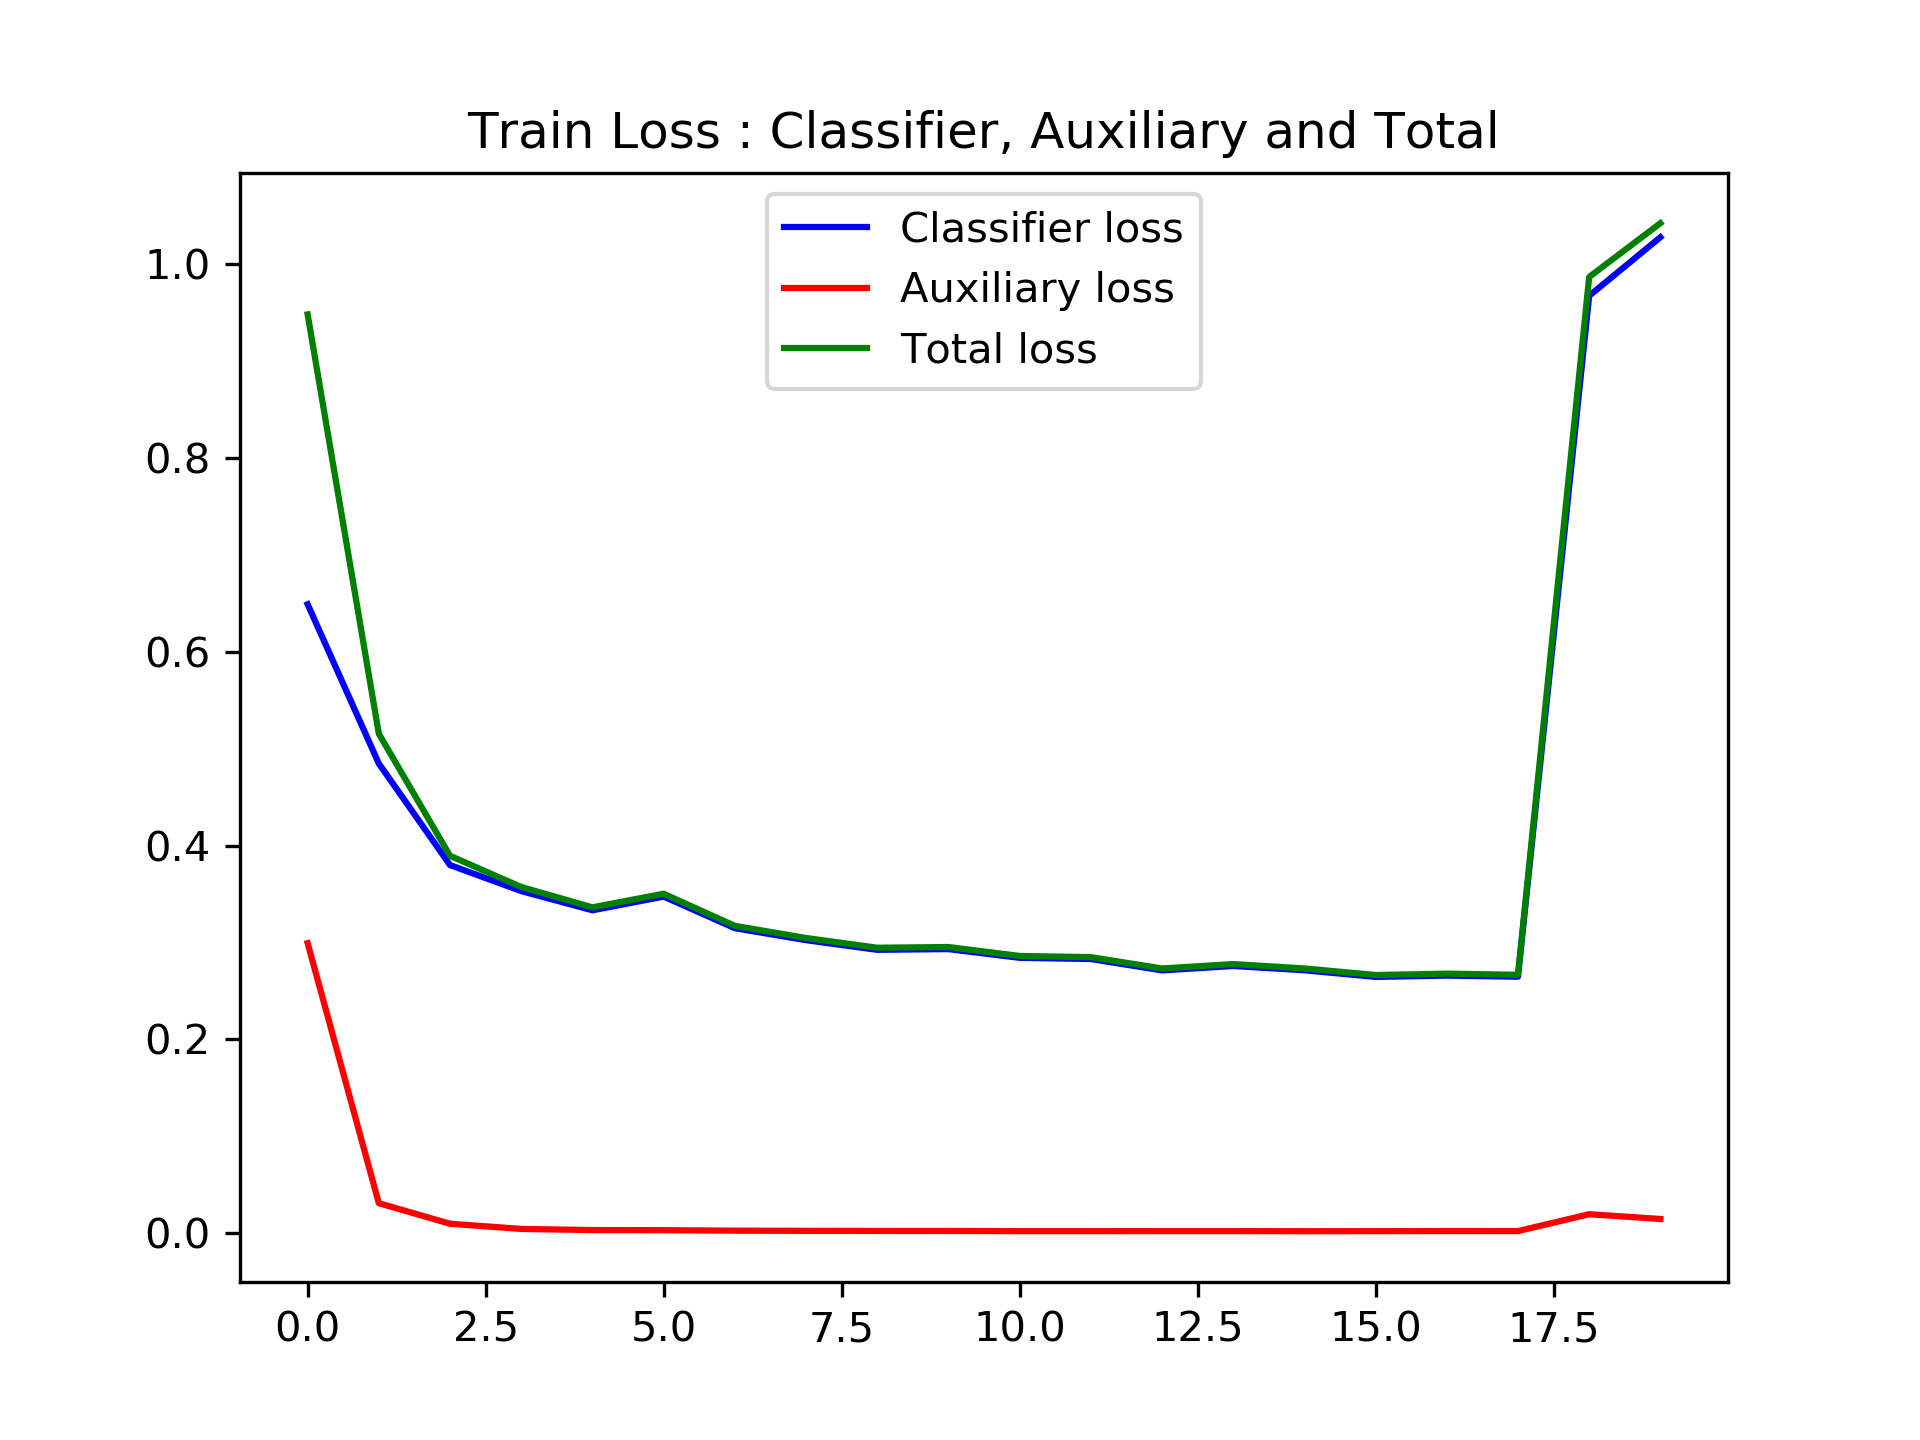 Train Loss : Classifier, Auxiliary and Total
Classifier loss
Auxiliary loss
Total loss
1.0
0.8
0.6
0.4
0.2
0.0
0.0 2.5 5.0 7.5 10.0 12.5 15.0 17.5